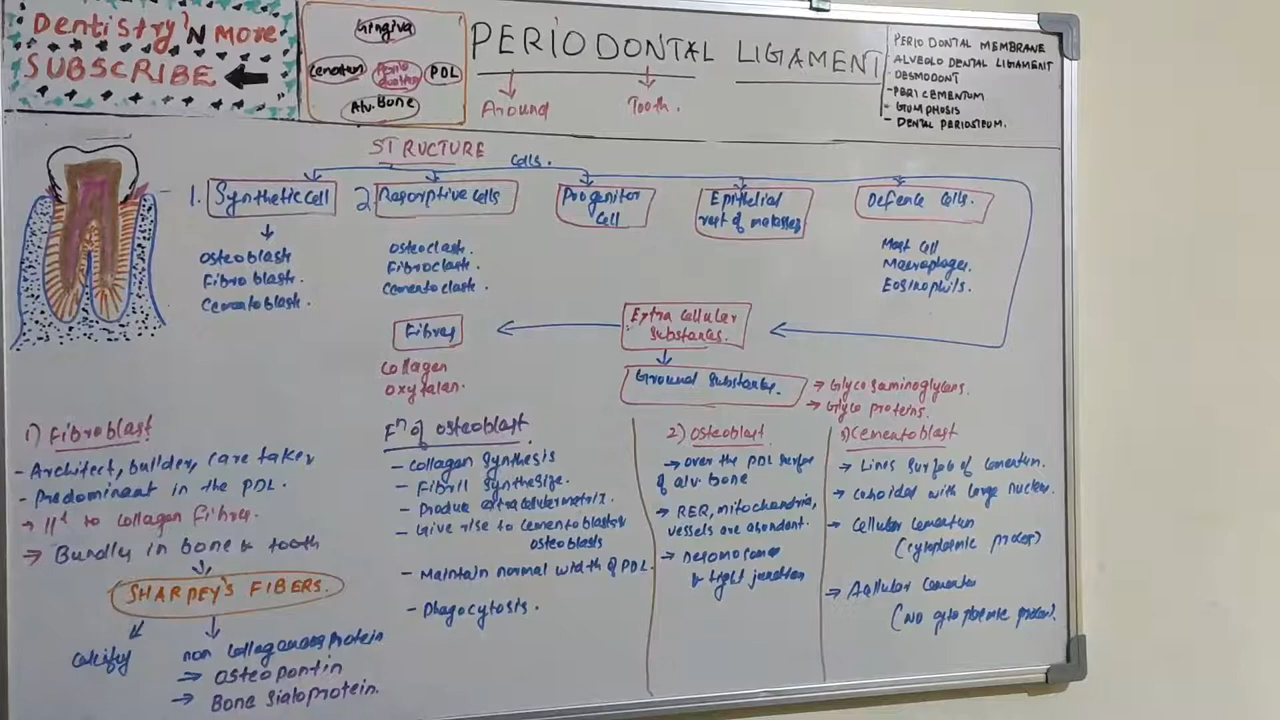 Dentistry'N More
SUBSCRIBE
Gingiva
Cementum
PDL
Alv. Bone
PERIODONTAL LIGAMENT
Around
Tooth.
PERIODONTAL MEMBRANE
ALVEOLO DENTAL LIGAMENT
DESMODONT
- PERICEMENTUM
- GOMPHOSIS
- DENTAL PERIOSTEUM.
STRUCTURE
Cells.
1. Synthetic cell
2. Resorptive cells
Progenitor
cell
Epithelial
rest of malassez
Defence cells.
Osteoblast
Fibroblast.
Cementoblast.
Osteoclast.
Fibroclast.
Cementoclast.
Mast cell
Macrophages.
Eosinophils.
Fibres
Extra cellular
Substances.
Collagen
oxytalan.
Ground Substance.
→ Glycosaminoglycans.
→ Glyco proteins.
1) Fibroblast
- Architect, builder, care taker
- Predominant in the PDL.
→ ||el to collagen Fibres.
→ Bundly in bone & tooth
SHARPEY'S FIBERS.
calcify
non collagenous protein
→ Osteopontin
→ Bone Sialoprotein.
Fn of osteoblast
- Collagen Synthesis
- Fibrill synthesize.
- Produce extracellular matrix.
- Give rise to cementoblasts
osteoblasts
- Maintain normal width of PDL.
- Phagocytosis.
2) Osteoblast
→ over the PDL surface
of alv. bone
→ RER, mitochondria,
vessels are abondant.
→ Desmosomes
& tight junction
3) Cementoblast
→ Lines surface of cementum.
→ Cuboidal with large nucleus.
→ Cellular cementum
(cytoplasmic process)
→ Acellular cementum
(No cytoplasmic process)